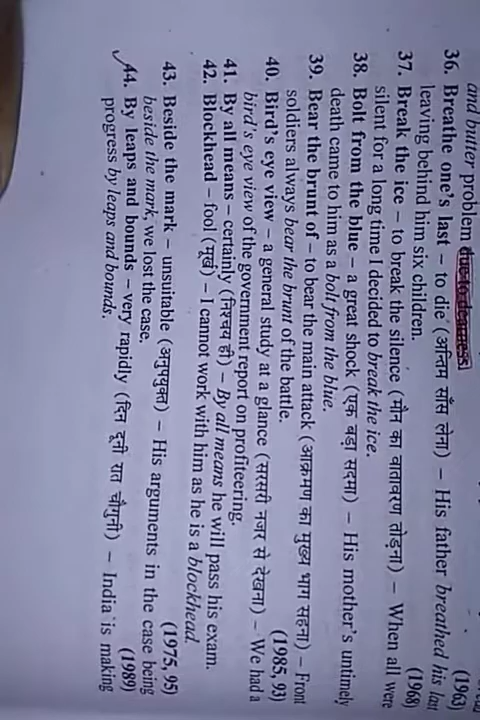 and butter problem due to dearness.
(1963)
36. Breathe one's last – to die (अन्तिम साँस लेना) – His father breathed his last
leaving behind him six children. (1968)
37. Break the ice – to break the silence (मौन का वातावरण तोड़ना) – When all were
silent for a long time I decided to break the ice.
38. Bolt from the blue – a great shock (एक बड़ा सदमा) – His mother's untimely
death came to him as a bolt from the blue.
39. Bear the brunt of – to bear the main attack (आक्रमण का मुख्य भाग सहना) – Front
soldiers always bear the brunt of the battle. (1985, 93)
40. Bird's eye view – a general study at a glance (सरसरी नजर से देखना) – We had a
bird's eye view of the government report on profiteering.
41. By all means – certainly (निश्चय ही) – By all means he will pass his exam.
42. Blockhead – fool (मूर्ख) – I cannot work with him as he is a blockhead.
(1975, 95)
43. Beside the mark – unsuitable (अनुपयुक्त) – His arguments in the case being
beside the mark, we lost the case. (1989)
44. By leaps and bounds – very rapidly (दिन दूनी रात चौगुनी) – India is making
progress by leaps and bounds.